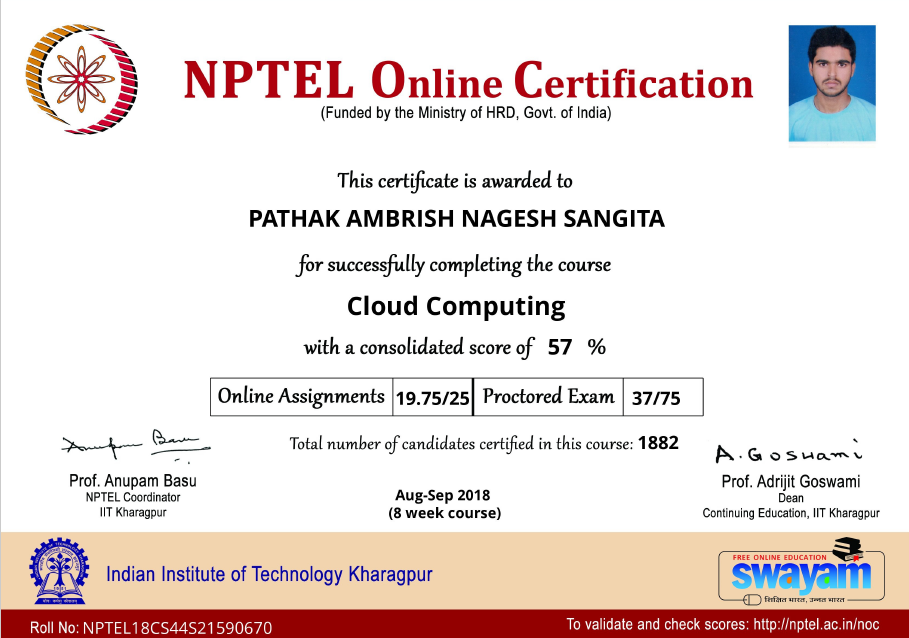 NPTEL Online Certification
(Funded by the Ministry of HRD, Govt. of India)
This certificate is awarded to
PATHAK AMBRISH NAGESH SANGITA
for successfully completing the course
Cloud Computing
with a consolidated score of 57 %
Online Assignments 19.75/25 Proctored Exam 37/75
Total number of candidates certified in this course: 1882
Anupam Basu
Prof. Anupam Basu
NPTEL Coordinator
IIT Kharagpur
Aug-Sep 2018
(8 week course)
A. Goswami
Prof. Adrijit Goswami
Dean
Continuing Education, IIT Kharagpur
Indian Institute of Technology Kharagpur
FREE ONLINE EDUCATION
swayam
शिक्षित भारत, उन्नत भारत
Roll No: NPTEL18CS44S21590670
To validate and check scores: http://nptel.ac.in/noc